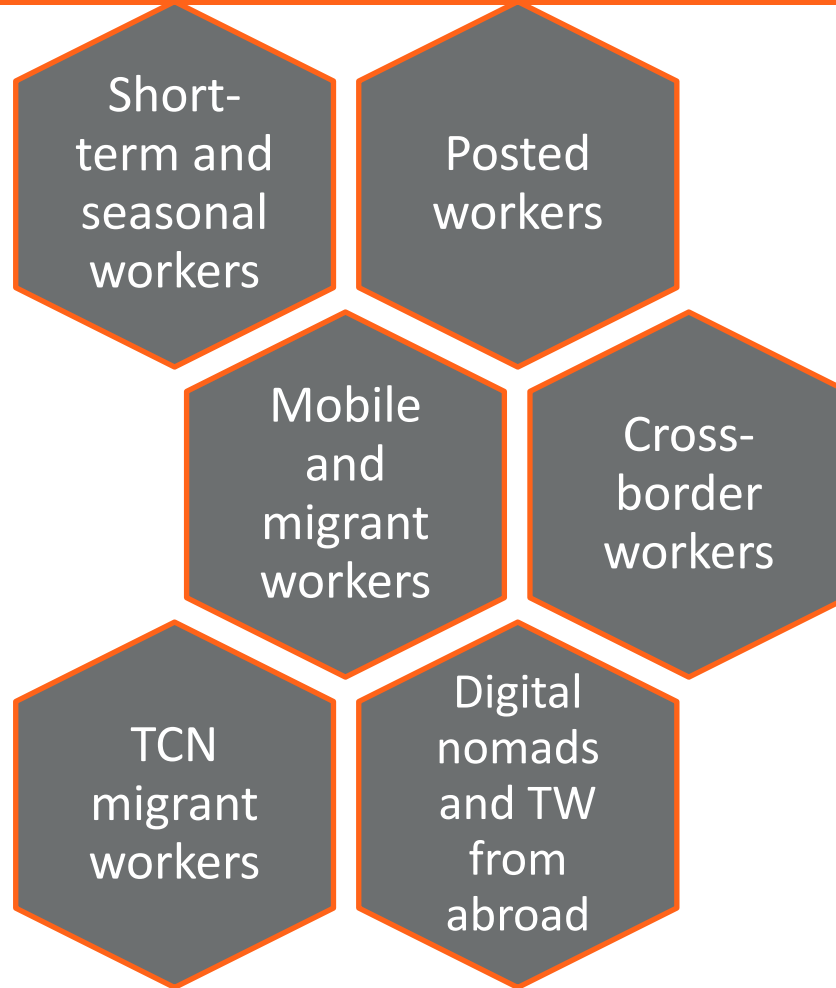 Short-
term and
seasonal
workers
Posted
workers
Mobile
and
migrant
workers
Cross-
border
workers
TCN
migrant
workers
Digital
nomads
and TW
from
abroad